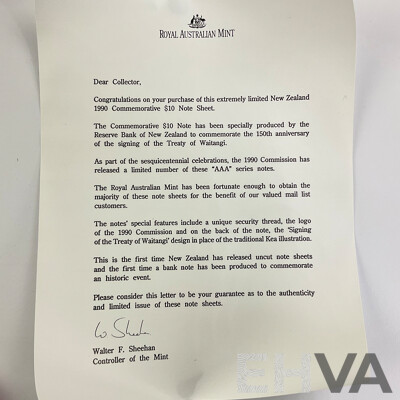 ROYAL AUSTRALIAN MINT
Dear Collector,
Congratulations on your purchase of this extremely limited New Zealand
1990 Commemorative $10 Note Sheet.
The Commemorative $10 Note has been specially produced by the
Reserve Bank of New Zealand to commemorate the 150th anniversary
of the signing of the Treaty of Waitangi.
As part of the sesquicentennial celebrations, the 1990 Commission has
released a limited number of these "AAA" series notes.
The Royal Australian Mint has been fortunate enough to obtain the
majority of these note sheets for the benefit of our valued mail list
customers.
The notes' special features include a unique security thread, the logo
of the 1990 Commission and on the back of the note, the 'Signing
of the Treaty of Waitangi' design in place of the traditional Kea illustration.
This is the first time New Zealand has released uncut note sheets
and the first time a bank note has been produced to commemorate
an historic event.
Please consider this letter to be your guarantee as to the authenticity
and limited issue of these note sheets.
W Sheehan
Walter F. Sheehan
Controller of the Mint
VA